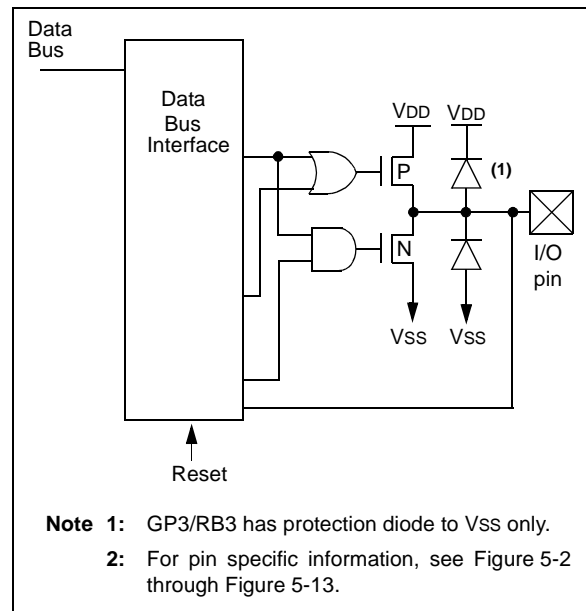 Data
Bus
Data
Bus
Interface
VDD
VDD
P
(1)
N
I/O
pin
VSS
VSS
Reset
Note 1: GP3/RB3 has protection diode to VSS only.
2: For pin specific information, see Figure 5-2
through Figure 5-13.